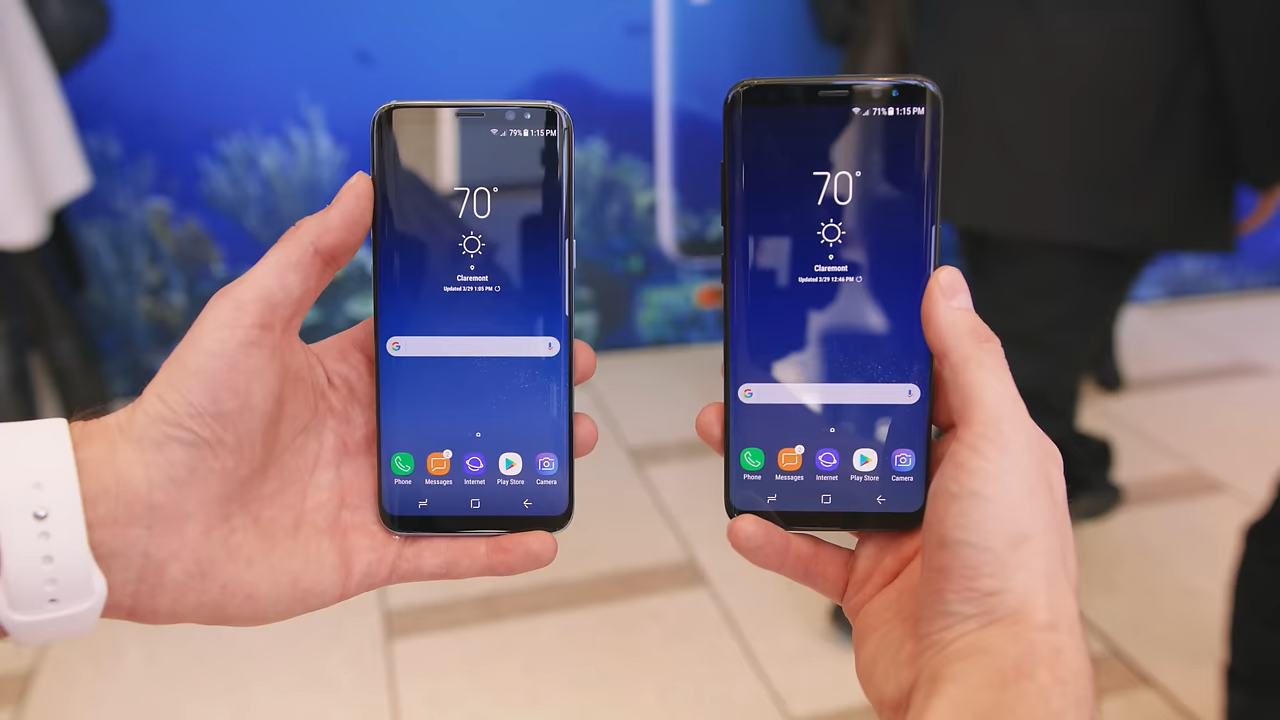 79% 1:15 PM
70°
Claremont
Updated 3/29 1:05 PM
G
Phone Messages Internet Play Store Camera
71% 1:15 PM
70°
Claremont
Updated 3/29 12:46 PM
G
Phone Messages Internet Play Store Camera